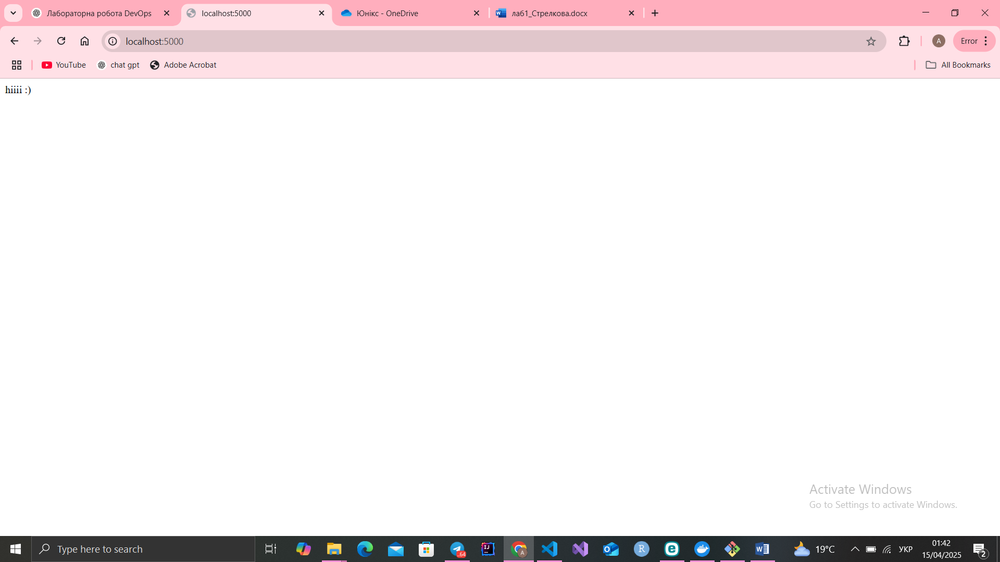 Лабораторна робота DevOps
localhost:5000
Юнікс - OneDrive
лаб1_Стрелкова.docx
localhost:5000
A
Error
YouTube
chat gpt
Adobe Acrobat
All Bookmarks
hiiii :)
Activate Windows
Go to Settings to activate Windows.
Type here to search
19°C
УКР
01:42
15/04/2025
2